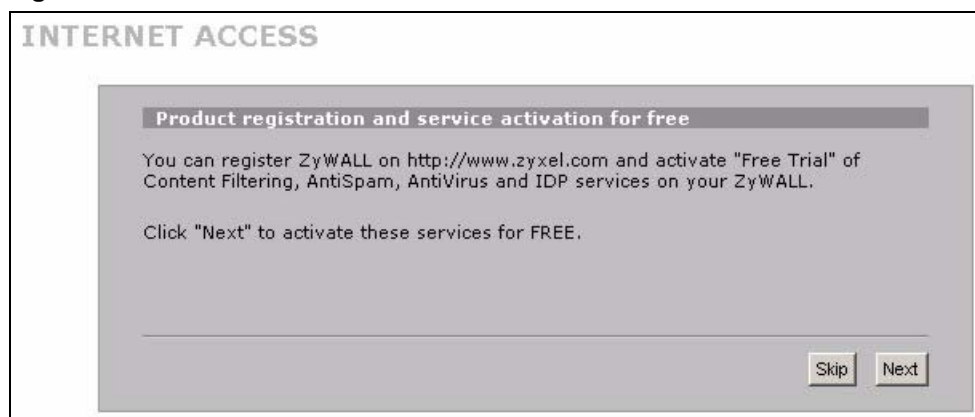 INTERNET ACCESS
Product registration and service activation for free
You can register ZyWALL on http://www.zyxel.com and activate "Free Trial" of
Content Filtering, AntiSpam, AntiVirus and IDP services on your ZyWALL.
Click "Next" to activate these services for FREE.
Skip Next